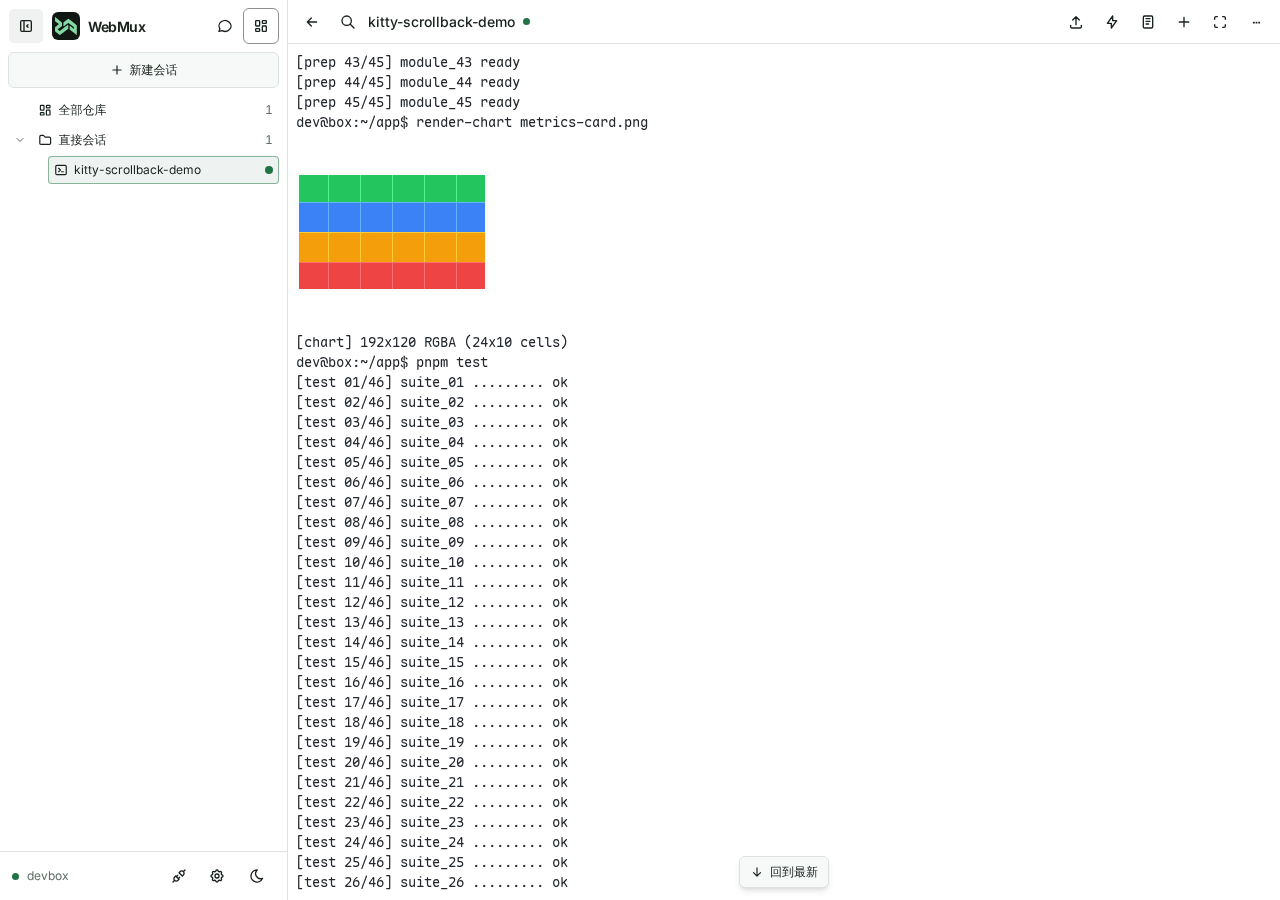 WebMux
新建会话
全部仓库 1
直接会话 1
kitty-scrollback-demo
devbox
kitty-scrollback-demo
[prep 43/45] module_43 ready
[prep 44/45] module_44 ready
[prep 45/45] module_45 ready
dev@box:~/app$ render-chart metrics-card.png
[chart] 192x120 RGBA (24x10 cells)
dev@box:~/app$ pnpm test
[test 01/46] suite_01 ......... ok
[test 02/46] suite_02 ......... ok
[test 03/46] suite_03 ......... ok
[test 04/46] suite_04 ......... ok
[test 05/46] suite_05 ......... ok
[test 06/46] suite_06 ......... ok
[test 07/46] suite_07 ......... ok
[test 08/46] suite_08 ......... ok
[test 09/46] suite_09 ......... ok
[test 10/46] suite_10 ......... ok
[test 11/46] suite_11 ......... ok
[test 12/46] suite_12 ......... ok
[test 13/46] suite_13 ......... ok
[test 14/46] suite_14 ......... ok
[test 15/46] suite_15 ......... ok
[test 16/46] suite_16 ......... ok
[test 17/46] suite_17 ......... ok
[test 18/46] suite_18 ......... ok
[test 19/46] suite_19 ......... ok
[test 20/46] suite_20 ......... ok
[test 21/46] suite_21 ......... ok
[test 22/46] suite_22 ......... ok
[test 23/46] suite_23 ......... ok
[test 24/46] suite_24 ......... ok
[test 25/46] suite_25 ......... ok
[test 26/46] suite_26 ......... ok
回到最新